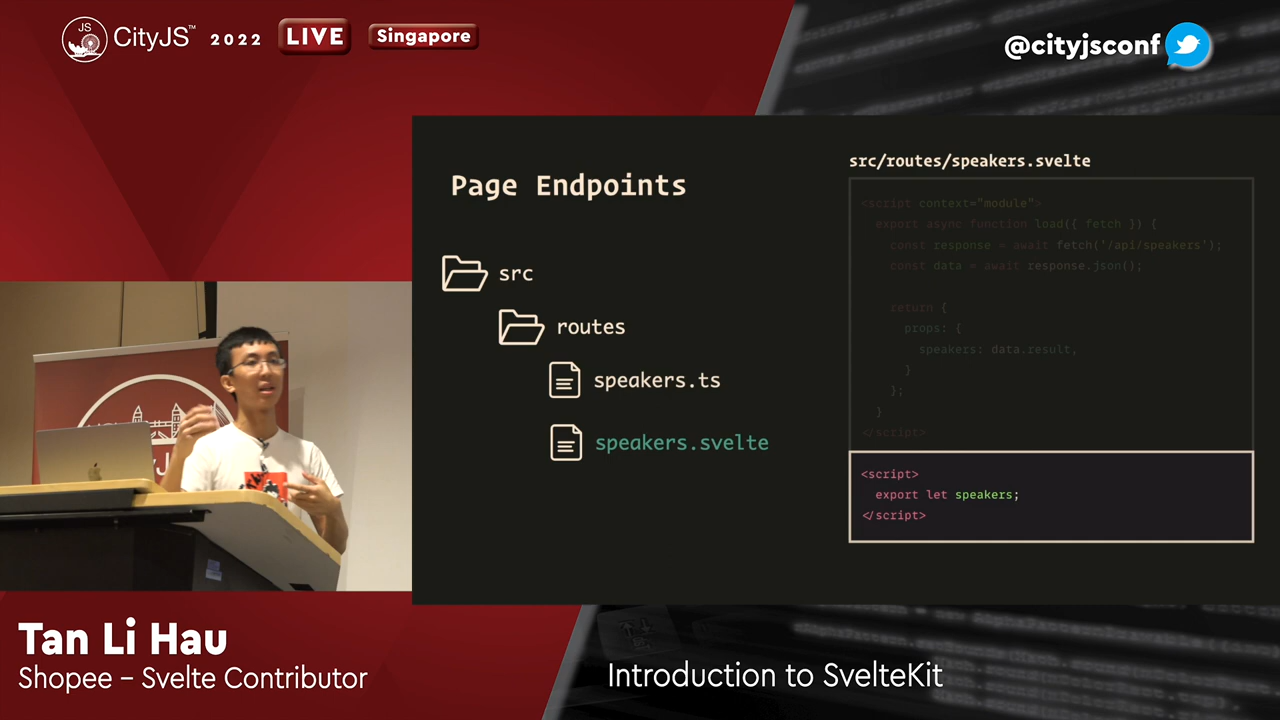 JS
CityJS™ 2022 LIVE Singapore
@cityjsconf
Page Endpoints
src
routes
speakers.ts
speakers.svelte
src/routes/speakers.svelte
<script context="module">
export async function load({ fetch }) {
const response = await fetch('/api/speakers');
const data = await response.json();
return {
props: {
speakers: data.result,
}
};
}
</script>
<script>
export let speakers;
</script>
Tan Li Hau
Shopee – Svelte Contributor
Introduction to SvelteKit